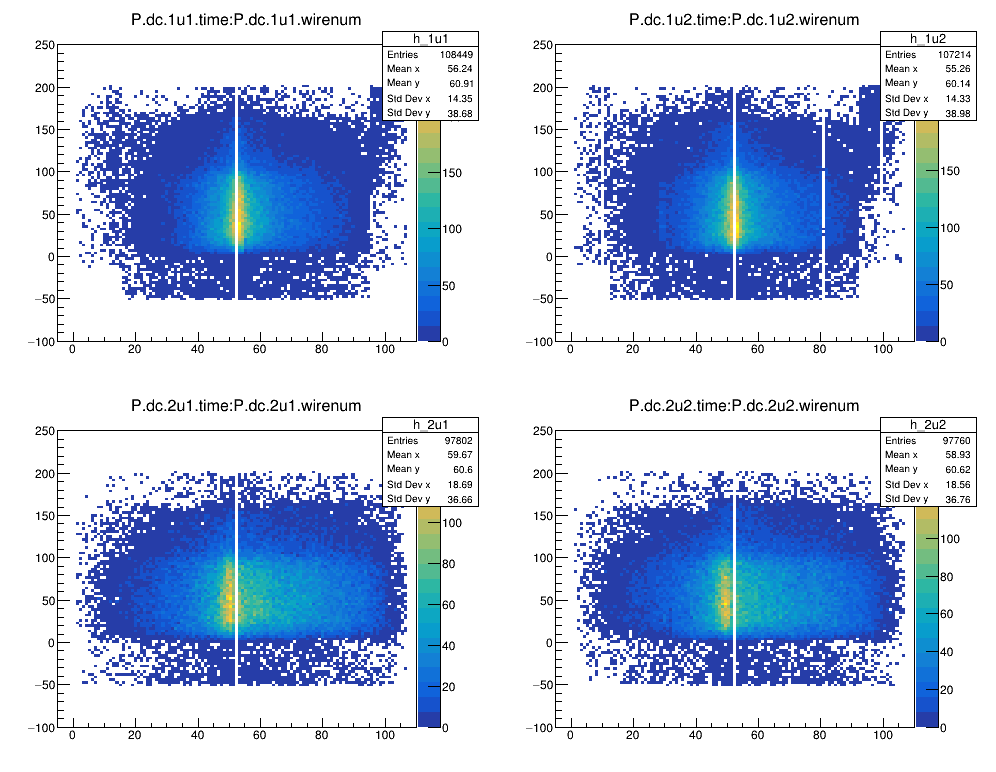 P.dc.1u1.time:P.dc.1u1.wirenum
h_1u1
Entries 108449
Mean x 56.24
Mean y 60.91
Std Dev x 14.35
Std Dev y 38.68
250
200
150
100
50
0
−50
−100
0 20 40 60 80 100
150
100
50
0
P.dc.1u2.time:P.dc.1u2.wirenum
h_1u2
Entries 107214
Mean x 55.26
Mean y 60.14
Std Dev x 14.33
Std Dev y 38.98
250
200
150
100
50
0
−50
−100
0 20 40 60 80 100
150
100
50
0
P.dc.2u1.time:P.dc.2u1.wirenum
h_2u1
Entries 97802
Mean x 59.67
Mean y 60.6
Std Dev x 18.69
Std Dev y 36.66
250
200
150
100
50
0
−50
−100
0 20 40 60 80 100
100
80
60
40
20
0
P.dc.2u2.time:P.dc.2u2.wirenum
h_2u2
Entries 97760
Mean x 58.93
Mean y 60.62
Std Dev x 18.56
Std Dev y 36.76
250
200
150
100
50
0
−50
−100
0 20 40 60 80 100
100
80
60
40
20
0